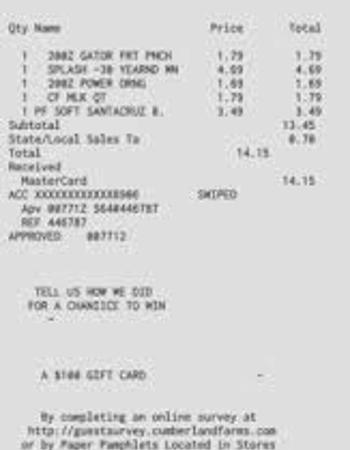 Qty Name Price Total
1 20OZ GATOR FRT PNCH 1.79 1.79
1 SPLASH -30 YEARND WN 4.69 4.69
1 20OZ POWER ORNG 1.69 1.69
1 CF MLK QT 1.79 1.79
1 PF SOFT SANTACRUZ 8. 3.49 3.49
Subtotal 13.45
State/Local Sales Ta 0.70
Total 14.15
Received
MasterCard 14.15
ACC SWIPED
Apv 007712
REF 446787
APPROVED 007712
TELL US HOW WE DID
FOR A CHANIICE TO WIN
A $100 GIFT CARD
By completing an online survey at
http://guestsurvey.cumberlandfarms.com
or by Paper Pamphlets Located in Stores